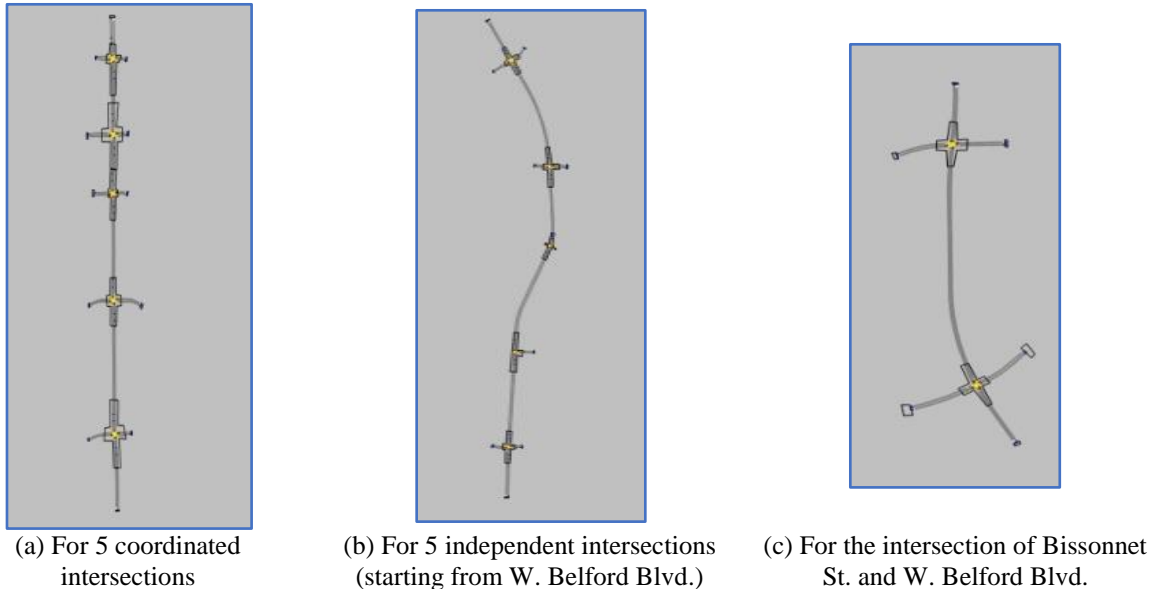 (a) For 5 coordinated
intersections
(b) For 5 independent intersections
(starting from W. Belford Blvd.)
(c) For the intersection of Bissonnet
St. and W. Belford Blvd.